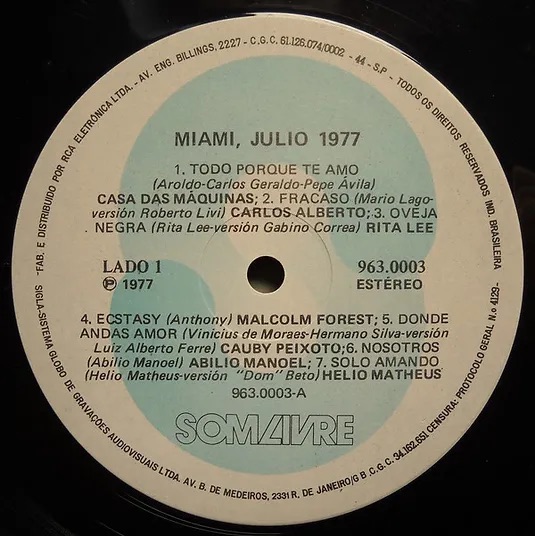 -FAB. E DISTRIBUIDO POR RCA ELETRÔNICA LTDA. - AV. ENG. BILLINGS, 2227 - C.G.C. 61.126.074/0002 - 44 - S.P - TODOS OS DIREITOS RESERVADOS IND. BRASILEIRA
MIAMI, JULIO 1977
1. TODO PORQUE TE AMO
(Aroldo-Carlos Geraldo-Pepe Ávila)
CASA DAS MÁQUINAS; 2. FRACASO (Mario Lago-
versión Roberto Livi) CARLOS ALBERTO; 3. OVEJA
NEGRA (Rita Lee-versión Gabino Correa) RITA LEE
LADO 1
963.0003
Ⓟ 1977
ESTÉREO
4. ECSTASY (Anthony) MALCOLM FOREST; 5. DONDE
ANDAS AMOR (Vinicius de Moraes-Hermano Silva-versión
Luiz Alberto Ferre) CAUBY PEIXOTO; 6. NOSOTROS
(Abilio Manoel) ABILIO MANOEL; 7. SOLO AMANDO
(Helio Matheus-versión "Dom" Beto) HELIO MATHEUS
963.0003-A
SOM LIVRE
SIGLA-SISTEMA GLOBO DE GRAVAÇÕES AUDIOVISUAIS LTDA. AV. B. DE MEDEIROS, 2331 R. DE JANEIRO/G B C.G.C. 34.162.651 CENSURA: PROTOCOLO GERAL N.o 4129-